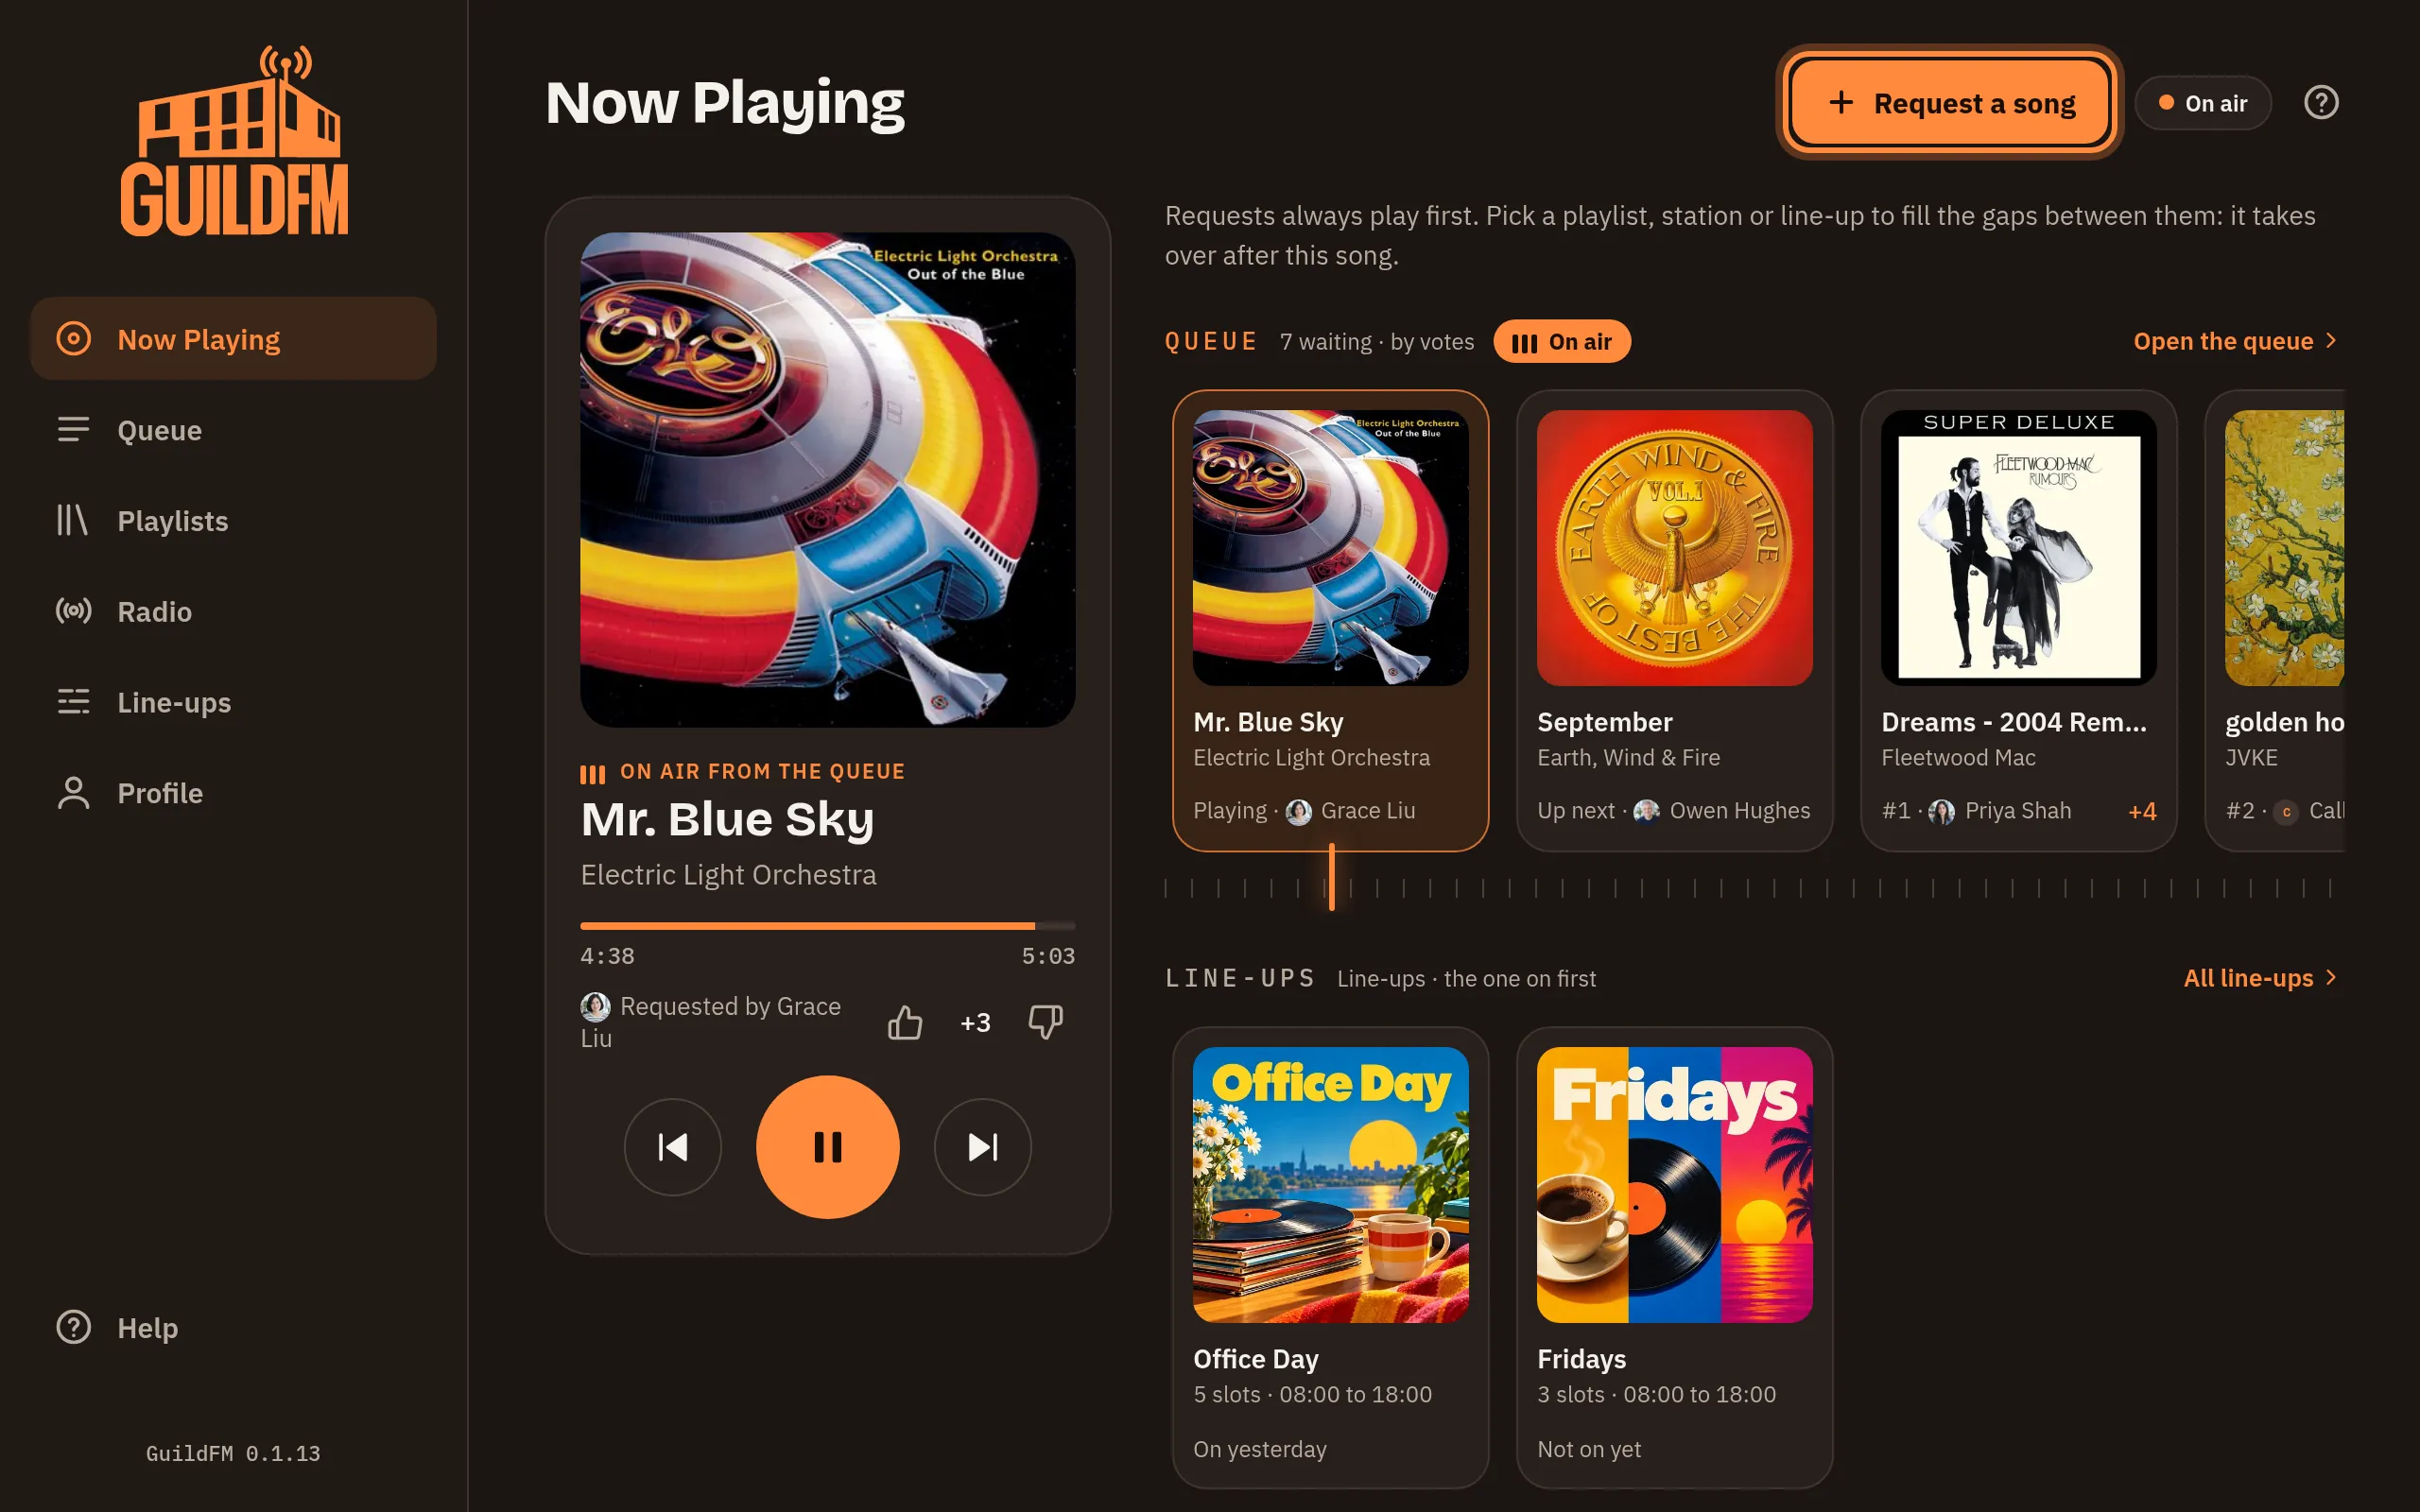 GUILDFM
Now Playing
Queue
Playlists
Radio
Line-ups
Profile
Help
GuildFM 0.1.13
Now Playing
Request a song
On air
Electric Light Orchestra
Out of the Blue
ELO
ON AIR FROM THE QUEUE
Mr. Blue Sky
Electric Light Orchestra
4:38
5:03
Requested by Grace
Liu
+3
Requests always play first. Pick a playlist, station or line-up to fill the gaps between them: it takes
over after this song.
QUEUE
7 waiting · by votes
On air
Open the queue
Electric Light Orchestra
Out of the Blue
ELO
Mr. Blue Sky
Electric Light Orchestra
Playing · Grace Liu
EARTH WIND & FIRE
VOL.1
THE BEST OF
September
Earth, Wind & Fire
Up next · Owen Hughes
SUPER DELUXE
FLEETWOOD MAC
RUMOURS
Dreams - 2004 Rem...
Fleetwood Mac
#1 · Priya Shah
+4
golden ho
JVKE
#2 · C Call
LINE-UPS
Line-ups · the one on first
All line-ups
Office Day
Office Day
5 slots · 08:00 to 18:00
On yesterday
Fridays
Fridays
3 slots · 08:00 to 18:00
Not on yet